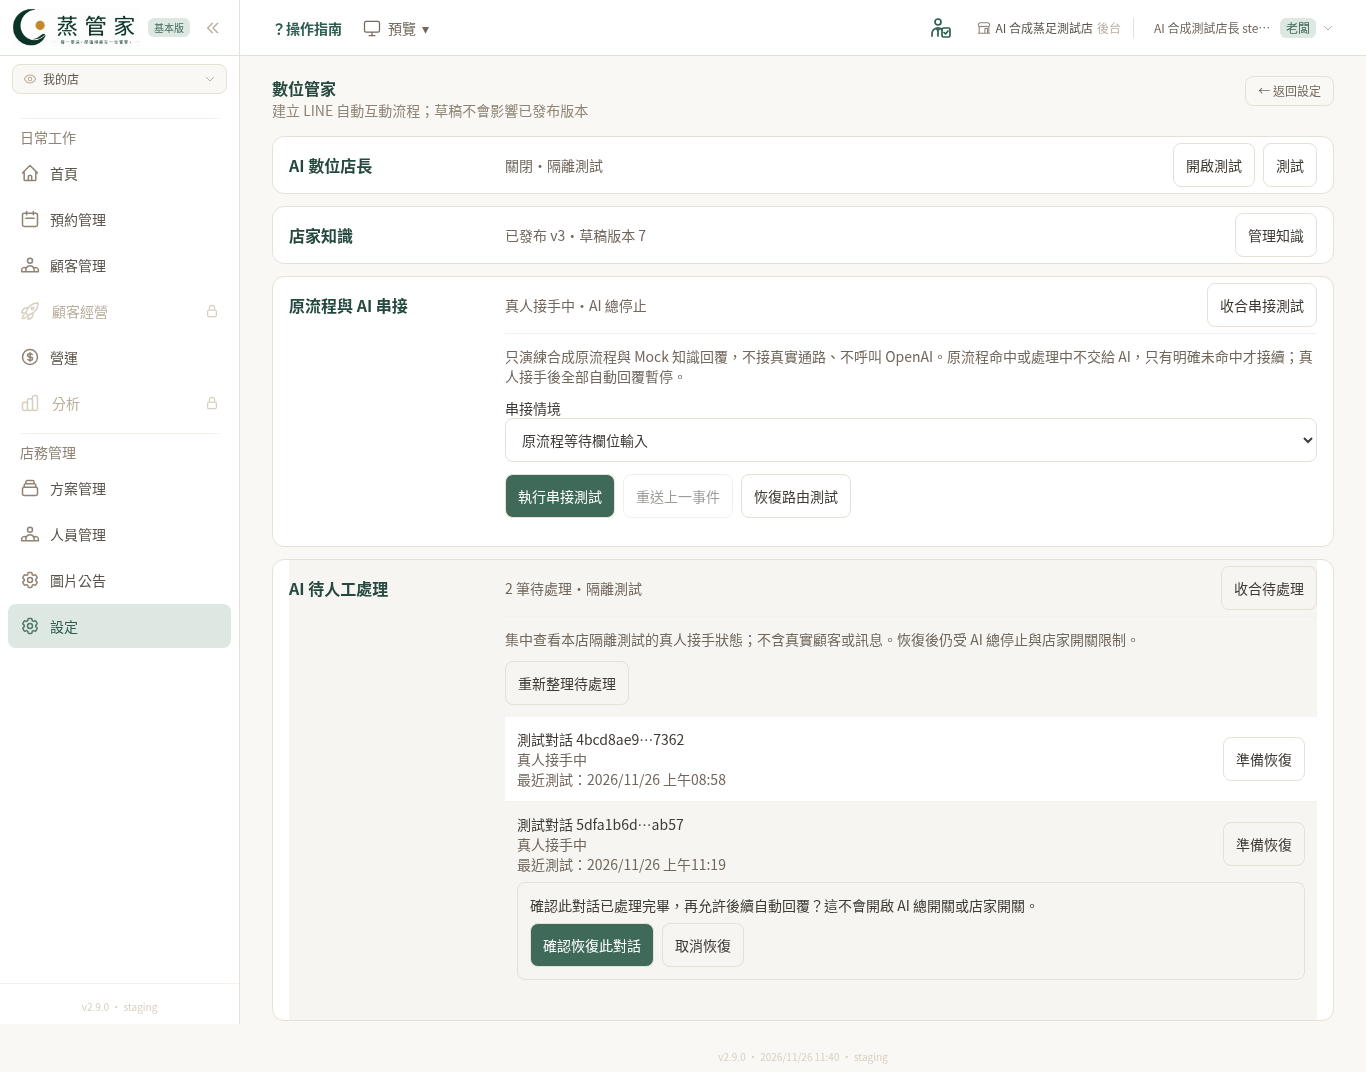 蒸管家
基本版
我的店
日常工作
首頁
預約管理
顧客管理
顧客經營
營運
分析
店務管理
方案管理
人員管理
圖片公告
設定
v2.9.0 · staging
? 操作指南
預覽 ▾
AI 合成蒸足測試店 後台
AI 合成測試店長 ste…
老闆
數位管家
建立 LINE 自動互動流程；草稿不會影響已發布版本
← 返回設定
AI 數位店長
關閉・隔離測試
開啟測試
測試
店家知識
已發布 v3・草稿版本 7
管理知識
原流程與 AI 串接
真人接手中・AI 總停止
收合串接測試
只演練合成原流程與 Mock 知識回覆，不接真實通路、不呼叫 OpenAI。原流程命中或處理中不交給 AI，只有明確未命中才接續；真
人接手後全部自動回覆暫停。
串接情境
原流程等待欄位輸入
執行串接測試
重送上一事件
恢復路由測試
AI 待人工處理
2 筆待處理・隔離測試
收合待處理
集中查看本店隔離測試的真人接手狀態；不含真實顧客或訊息。恢復後仍受 AI 總停止與店家開關限制。
重新整理待處理
測試對話 4bcd8ae9…7362
真人接手中
最近測試：2026/11/26 上午08:58
準備恢復
測試對話 5dfa1b6d…ab57
真人接手中
最近測試：2026/11/26 上午11:19
準備恢復
確認此對話已處理完畢，再允許後續自動回覆？這不會開啟 AI 總開關或店家開關。
確認恢復此對話
取消恢復
v2.9.0 · 2026/11/26 11:40 · staging